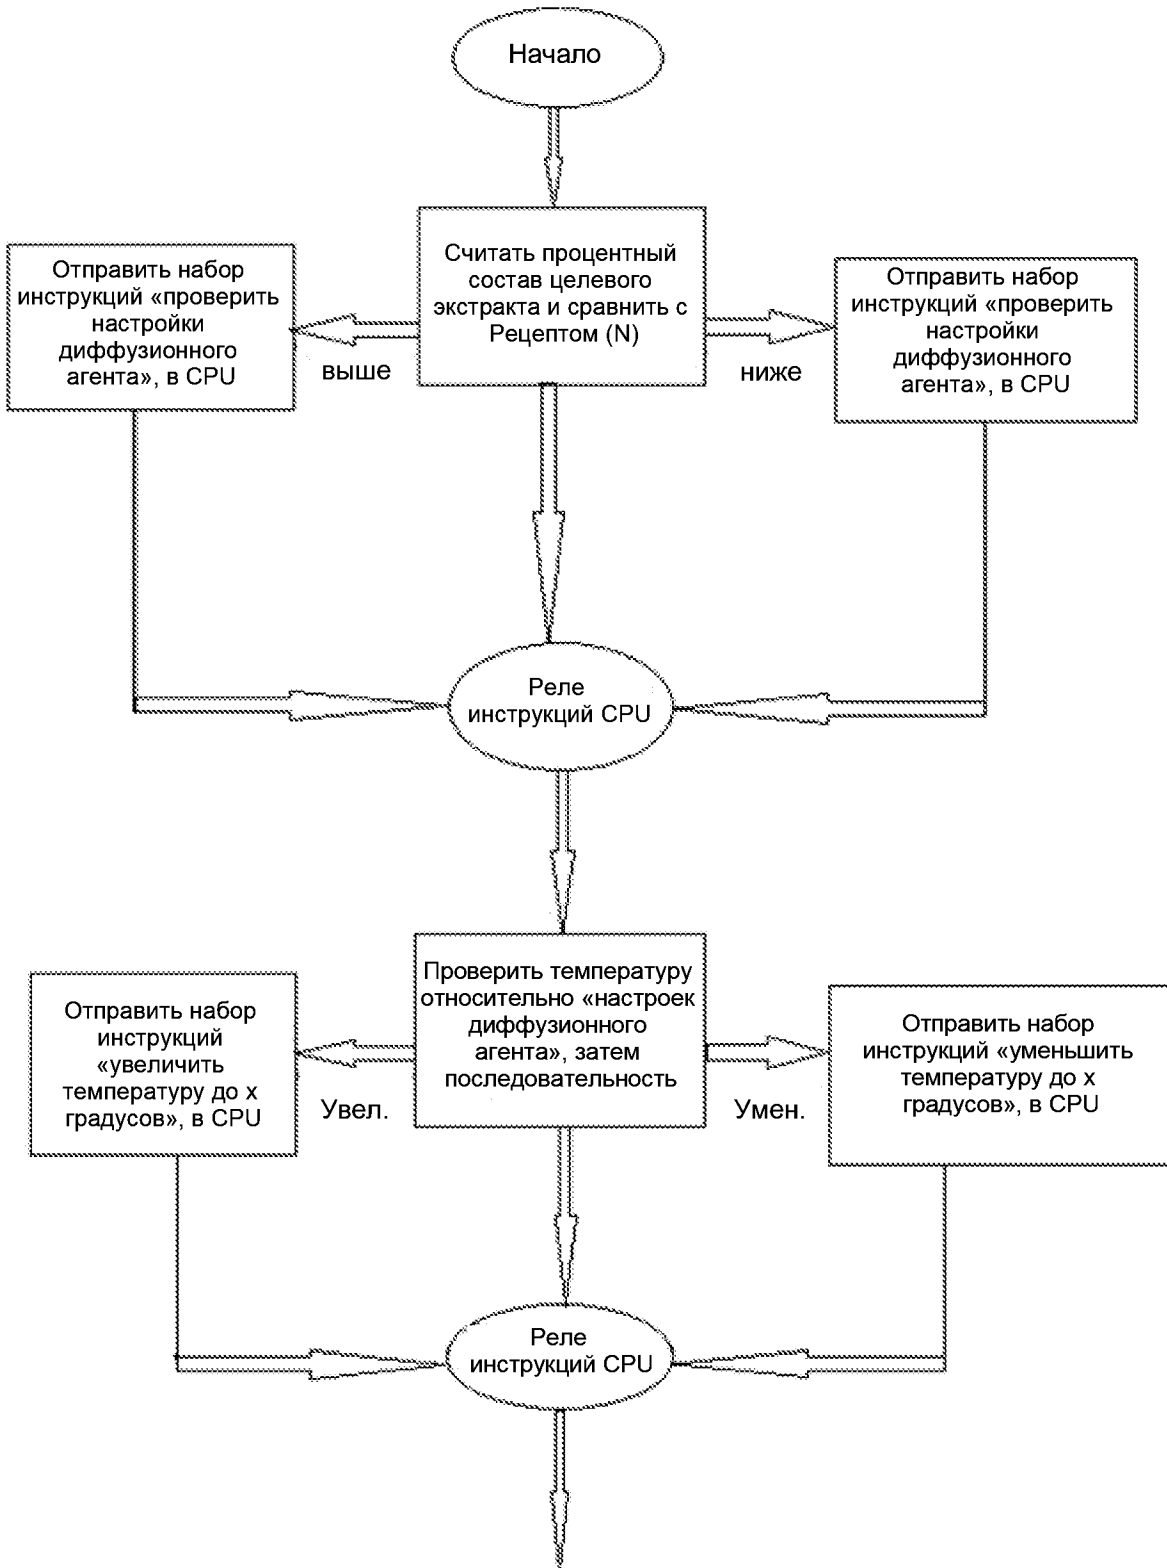 Начало
Считать процентный
состав целевого
экстракта и сравнить с
Рецептом (N)
Отправить набор
инструкций «проверить
настройки
диффузионного
агента», в CPU
выше
ниже
Отправить набор
инструкций «проверить
настройки
диффузионного
агента», в CPU
Реле
инструкций CPU
Проверить температуру
относительно «настроек
диффузионного
агента», затем
последовательность
Отправить набор
инструкций
«увеличить
температуру до х
градусов», в CPU
Увел.
Умен.
Отправить набор
инструкций «уменьшить
температуру до х
градусов», в CPU
Реле
инструкций CPU